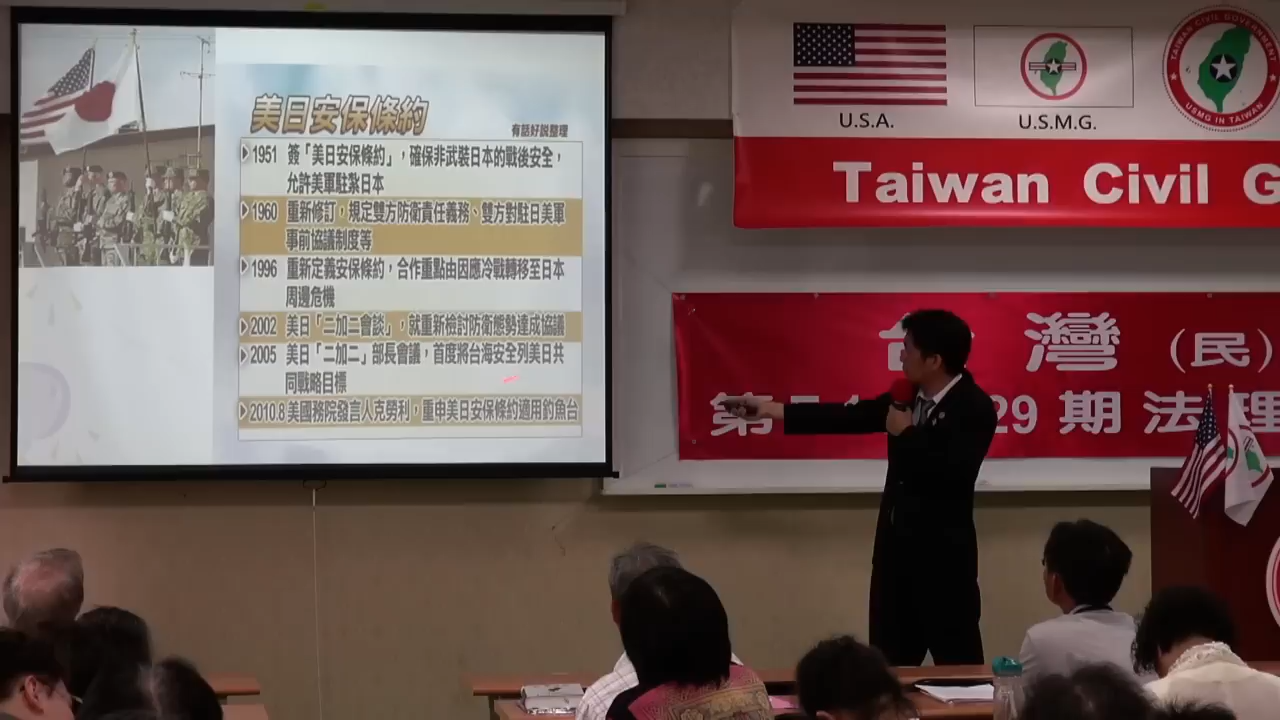 美日安保條約
有話好說整理
1951 簽「美日安保條約」，確保非武裝日本的戰後安全，
允許美軍駐紮日本
1960 重新修訂，規定雙方防衛責任義務、雙方對駐日美軍
事前協議制度等
1996 重新定義安保條約，合作重點由因應冷戰轉移至日本
周邊危機
2002 美日「二加二會談」，就重新檢討防衛態勢達成協議
2005 美日「二加二」部長會議，首度將台海安全列美日共
同戰略目標
2010.8 美國務院發言人克勞利，重申美日安保條約適用釣魚台
U.S.A.
U.S.M.G.
TAIWAN CIVIL GOVERNMENT
USMG IN TAIWAN
Taiwan Civil G
台灣（民）
第
29期法理